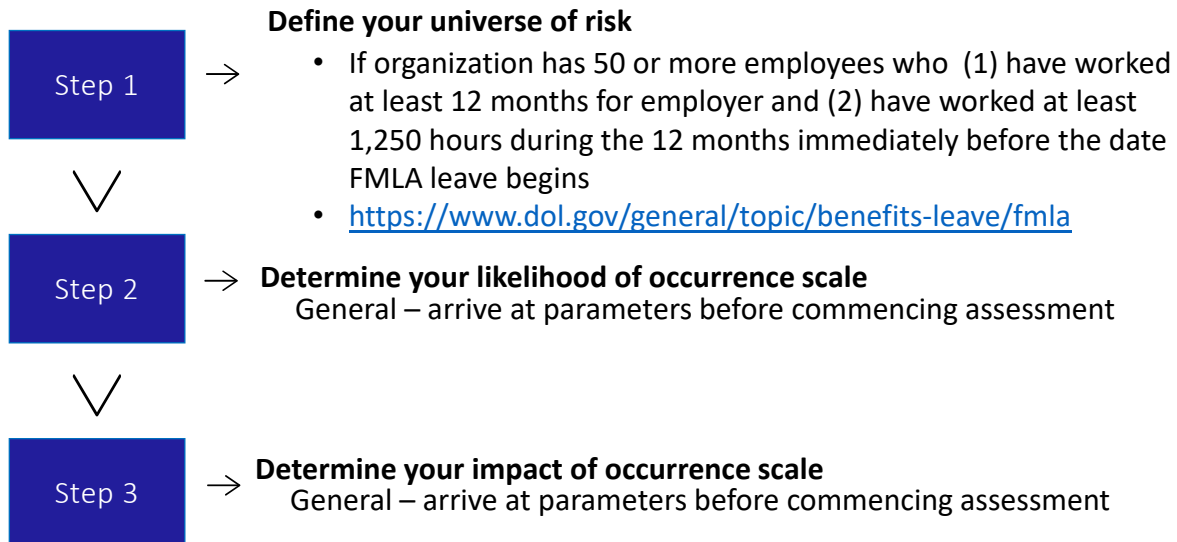 Define your universe of risk
Step 1
• If organization has 50 or more employees who (1) have worked
at least 12 months for employer and (2) have worked at least
1,250 hours during the 12 months immediately before the date
FMLA leave begins
• https://www.dol.gov/general/topic/benefits-leave/fmla
Step 2
Determine your likelihood of occurrence scale
General – arrive at parameters before commencing assessment
Step 3
Determine your impact of occurrence scale
General – arrive at parameters before commencing assessment